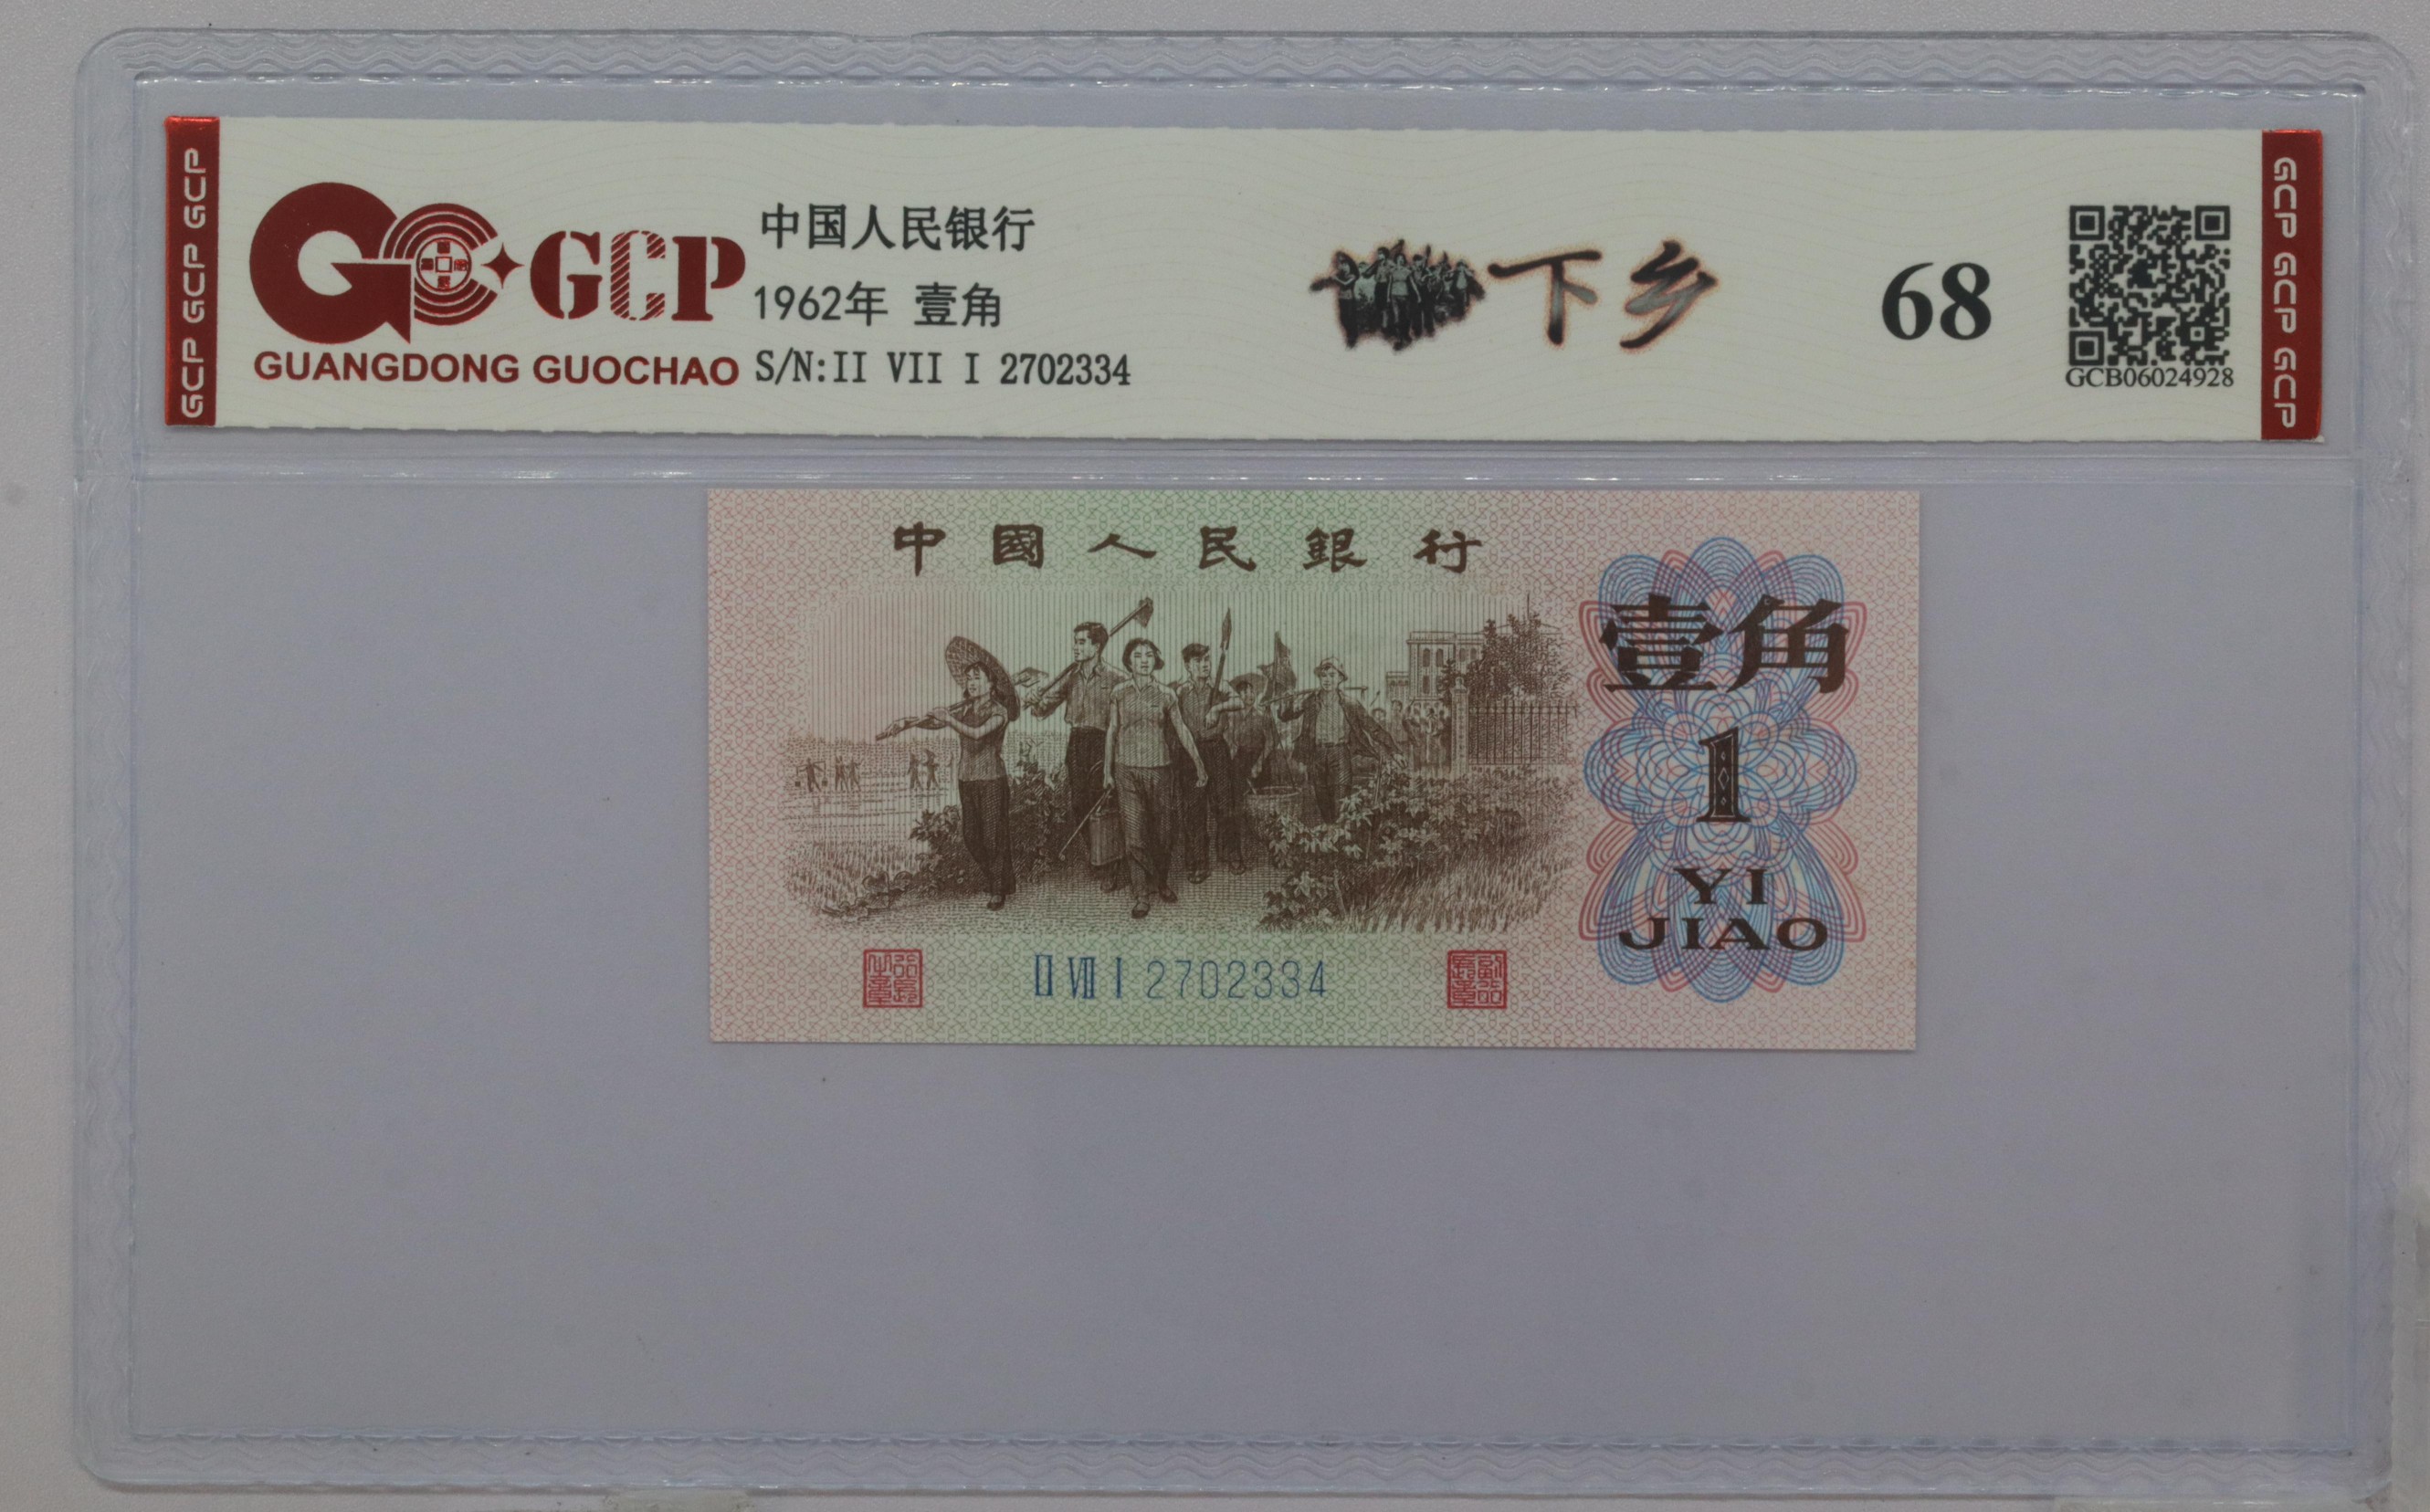 GCP GCP GCP
GCP
GUANGDONG GUOCHAO
中国人民银行
1962年 壹角
S/N:II VII I 2702334
下乡
68
GCB06024928
GCP GCP GCP
中國人民銀行
壹角
1
YI
JIAO
II VII I 2702334